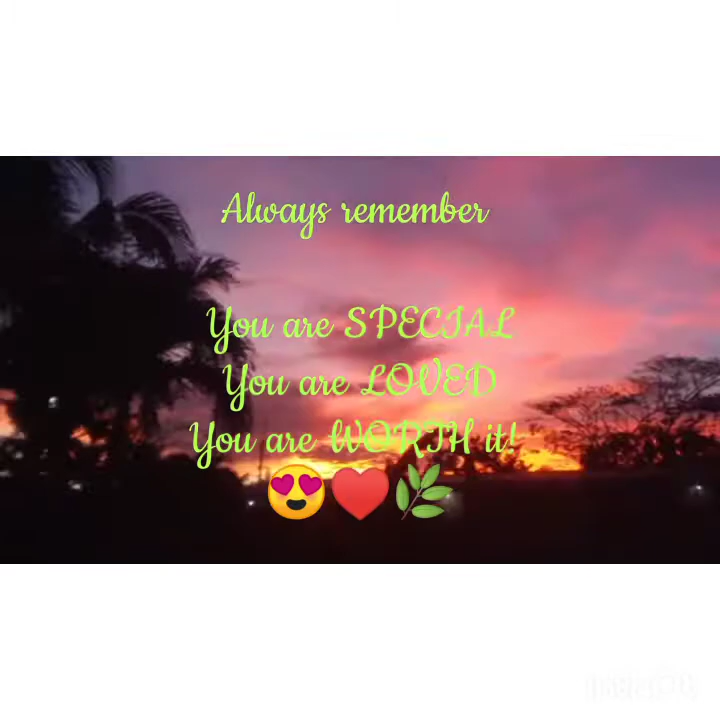 Always remember
You are SPECIAL
You are LOVED
You are WORTH it!
😍♥️🌿